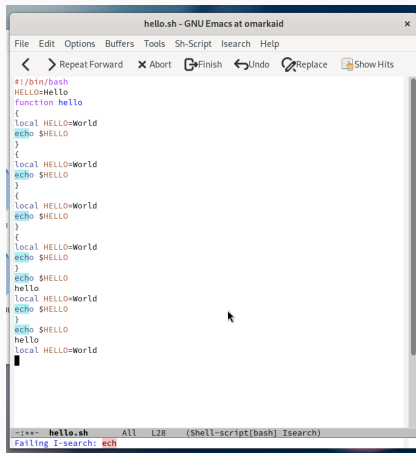 hello.sh - GNU Emacs at omarkaid
File Edit Options Buffers Tools Sh-Script Isearch Help
Repeat Forward Abort Finish Undo Replace Show Hits
#!/bin/bash
HELLO=Hello
function hello
{
local HELLO=World
echo $HELLO
}
{
local HELLO=World
echo $HELLO
}
{
local HELLO=World
echo $HELLO
}
{
local HELLO=World
echo $HELLO
}
echo $HELLO
hello
local HELLO=World
echo $HELLO
}
echo $HELLO
hello
local HELLO=World
-:**- hello.sh All L28 (Shell-script[bash] Isearch)
Failing I-search: ech